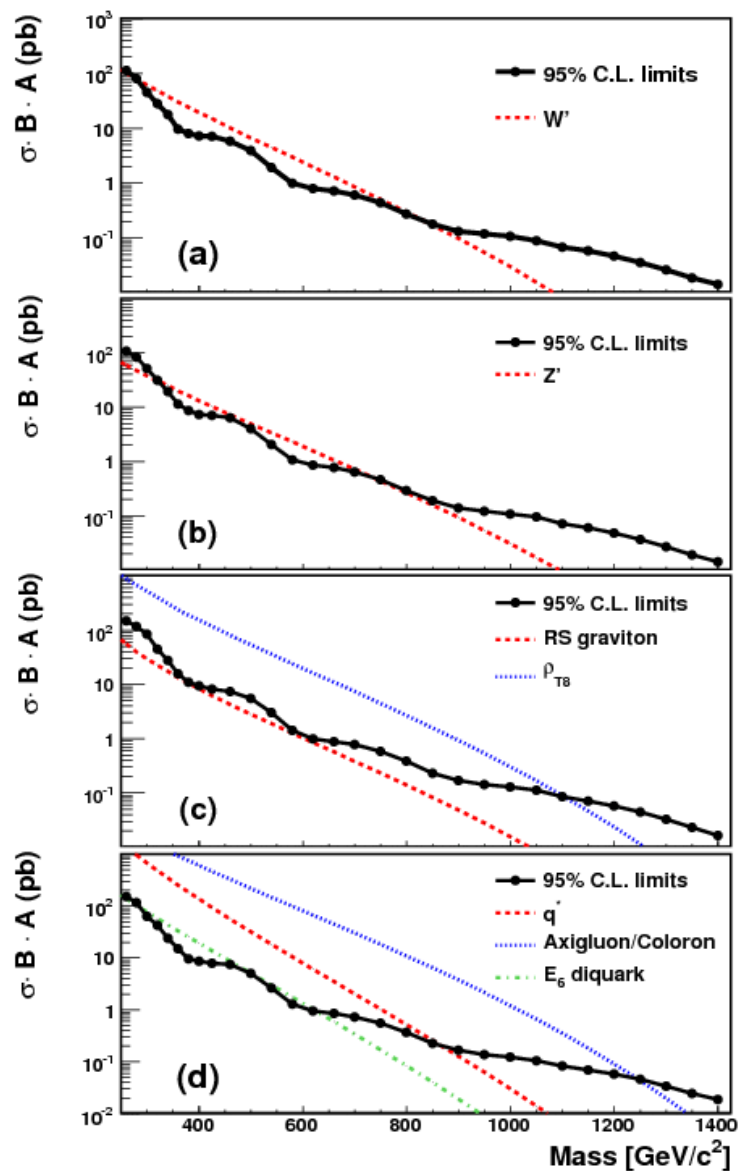 σ· B · A (pb)
10³
10²
10
1
10⁻¹
95% C.L. limits
W'
(a)
σ· B · A (pb)
10²
10
1
10⁻¹
95% C.L. limits
Z'
(b)
σ· B · A (pb)
10²
10
1
10⁻¹
95% C.L. limits
RS graviton
ρT8
(c)
σ· B · A (pb)
10²
10
1
10⁻¹
10⁻²
95% C.L. limits
q*
Axigluon/Coloron
E₆ diquark
(d)
400 600 800 1000 1200 1400
Mass [GeV/c²]